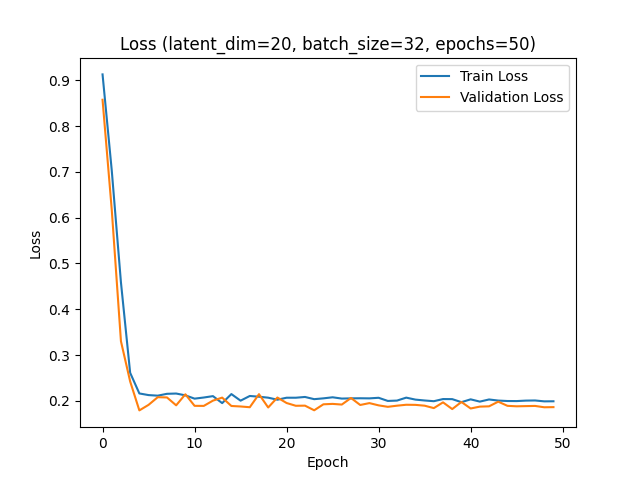 Loss (latent_dim=20, batch_size=32, epochs=50)
Train Loss
Validation Loss
0.9
0.8
0.7
0.6
0.5
0.4
0.3
0.2
Loss
0 10 20 30 40 50
Epoch